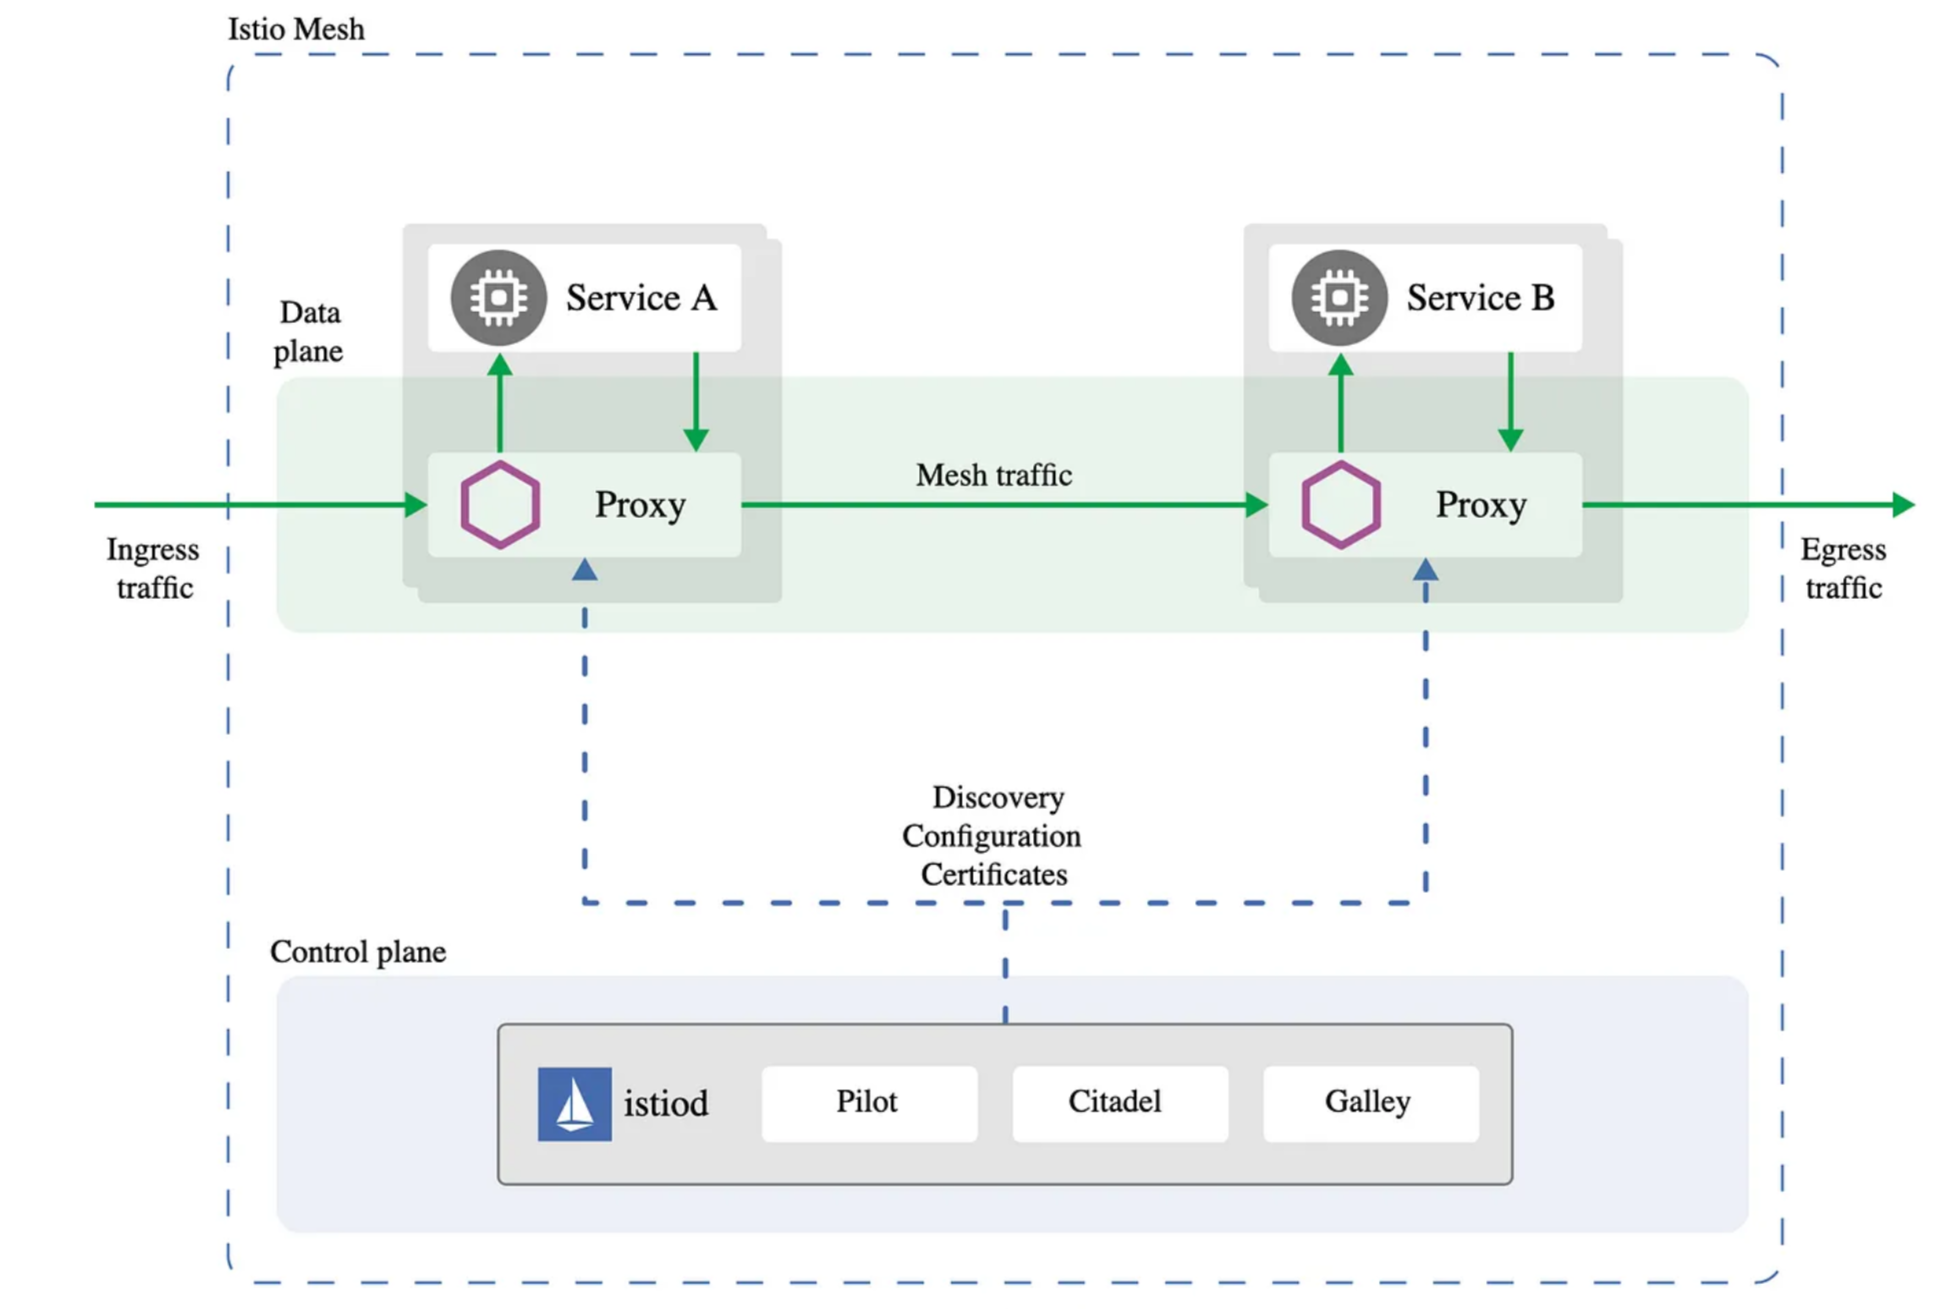 Istio Mesh
Service A
Service B
Data
plane
Mesh traffic
Proxy
Proxy
Ingress
traffic
Egress
traffic
Discovery
Configuration
Certificates
Control plane
istiod
Pilot
Citadel
Galley